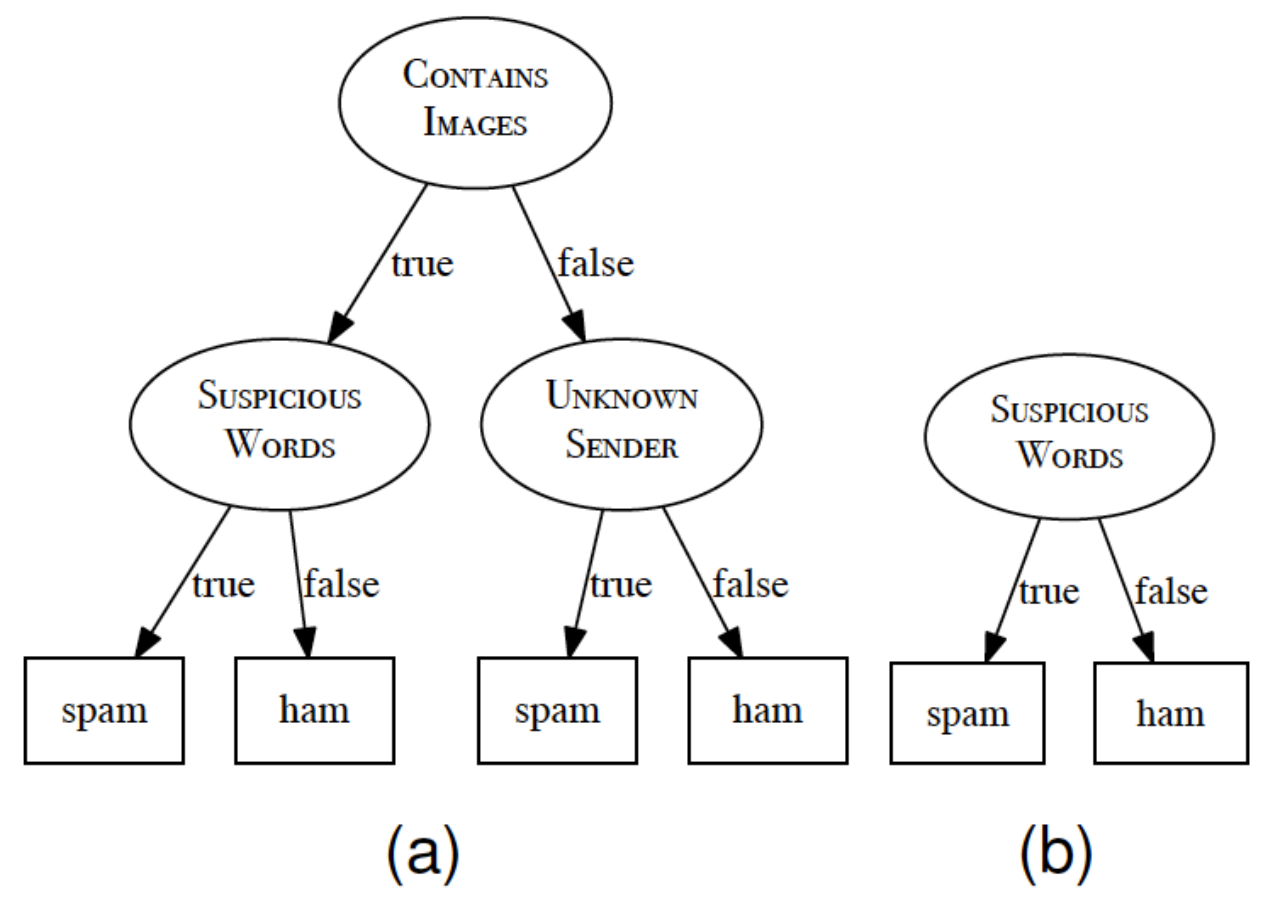 CONTAINS
IMAGES
true
false
SUSPICIOUS
WORDS
UNKNOWN
SENDER
SUSPICIOUS
WORDS
true
false
true
false
true
false
spam
ham
spam
ham
spam
ham
(a)
(b)